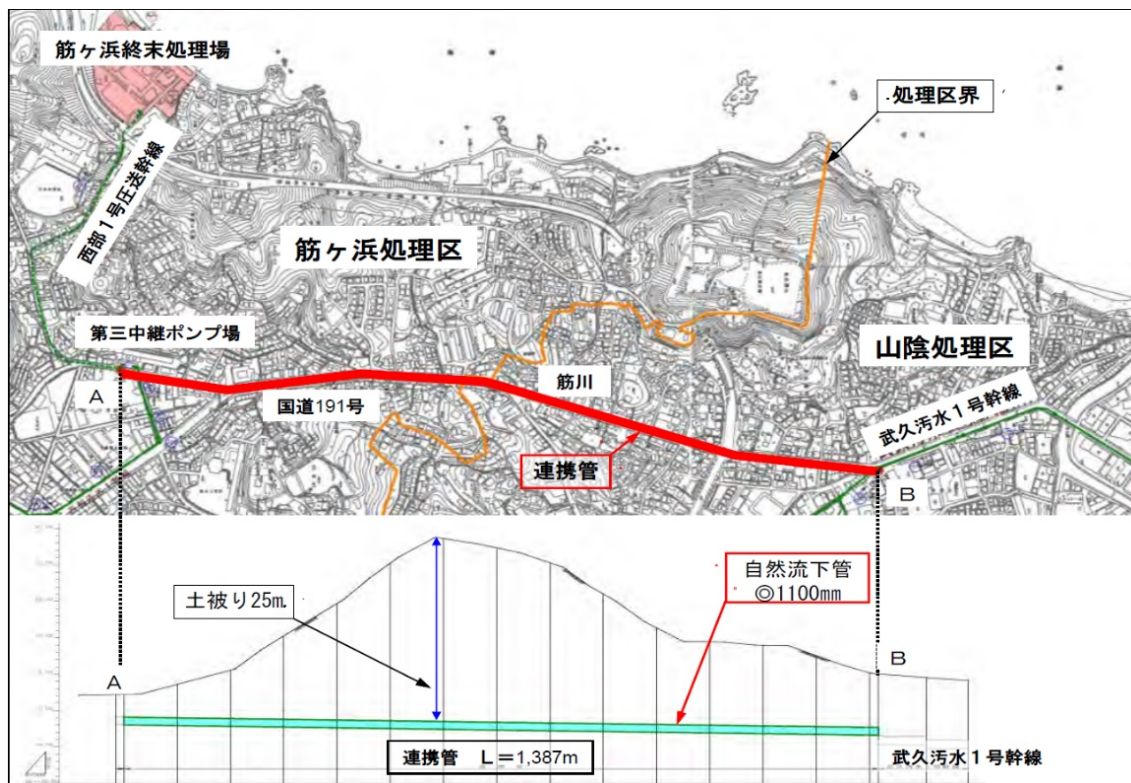 筋ヶ浜終末処理場
処理区界
西部1号圧送幹線
筋ヶ浜処理区
第三中継ポンプ場
山陰処理区
A
国道191号
筋川
武久汚水1号幹線
連携管
B
自然流下管
◎1100mm
土被り25m
A
B
連携管 L=1,387m
武久汚水1号幹線